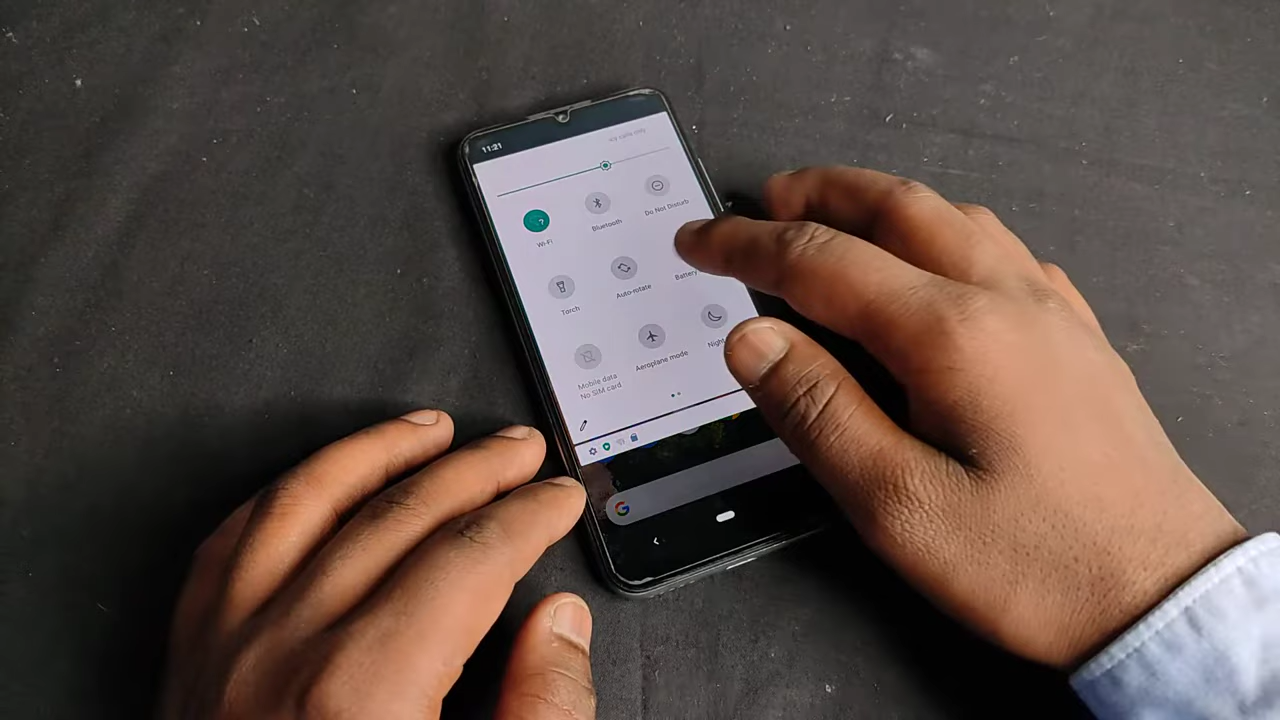 11:21
Wi-Fi
Bluetooth
Do Not Disturb
Torch
Auto-rotate
Battery
Mobile data
No SIM card
Aeroplane mode
Night
G